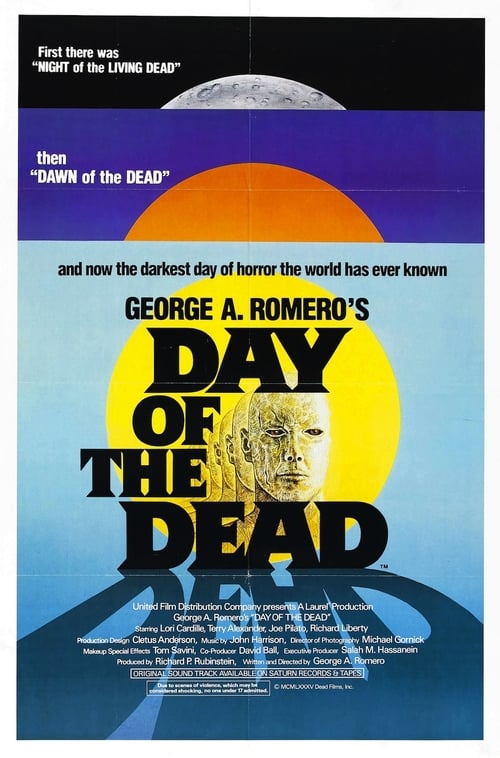 First there was
"NIGHT of the LIVING DEAD"
then
"DAWN of the DEAD"
and now the darkest day of horror the world has ever known
GEORGE A. ROMERO'S
DAY
OF
THE
DEAD
TM
DEAD
United Film Distribution Company presents A Laurel Production
George A. Romero's "DAY OF THE DEAD"
Starring Lori Cardille, Terry Alexander, Joe Pilato, Richard Liberty
Production Design Cletus Anderson, Music by John Harrison, Director of Photography Michael Gornick
Makeup Special Effects Tom Savini, Co-Producer David Ball, Executive Producer Salah M. Hassanein
Produced by Richard P. Rubinstein, Written and Directed by George A. Romero
ORIGINAL SOUND TRACK AVAILABLE ON SATURN RECORDS & TAPES
Due to scenes of violence, which may be
considered shocking, no one under 17 admitted.
© MCMLXXXV Dead Films, Inc.